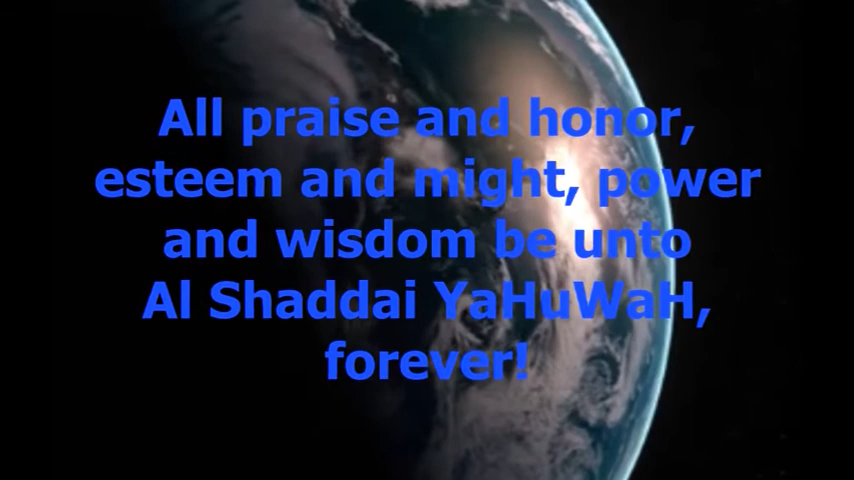 All praise and honor,
esteem and might, power
and wisdom be unto
Al Shaddai YaHuWaH,
forever!